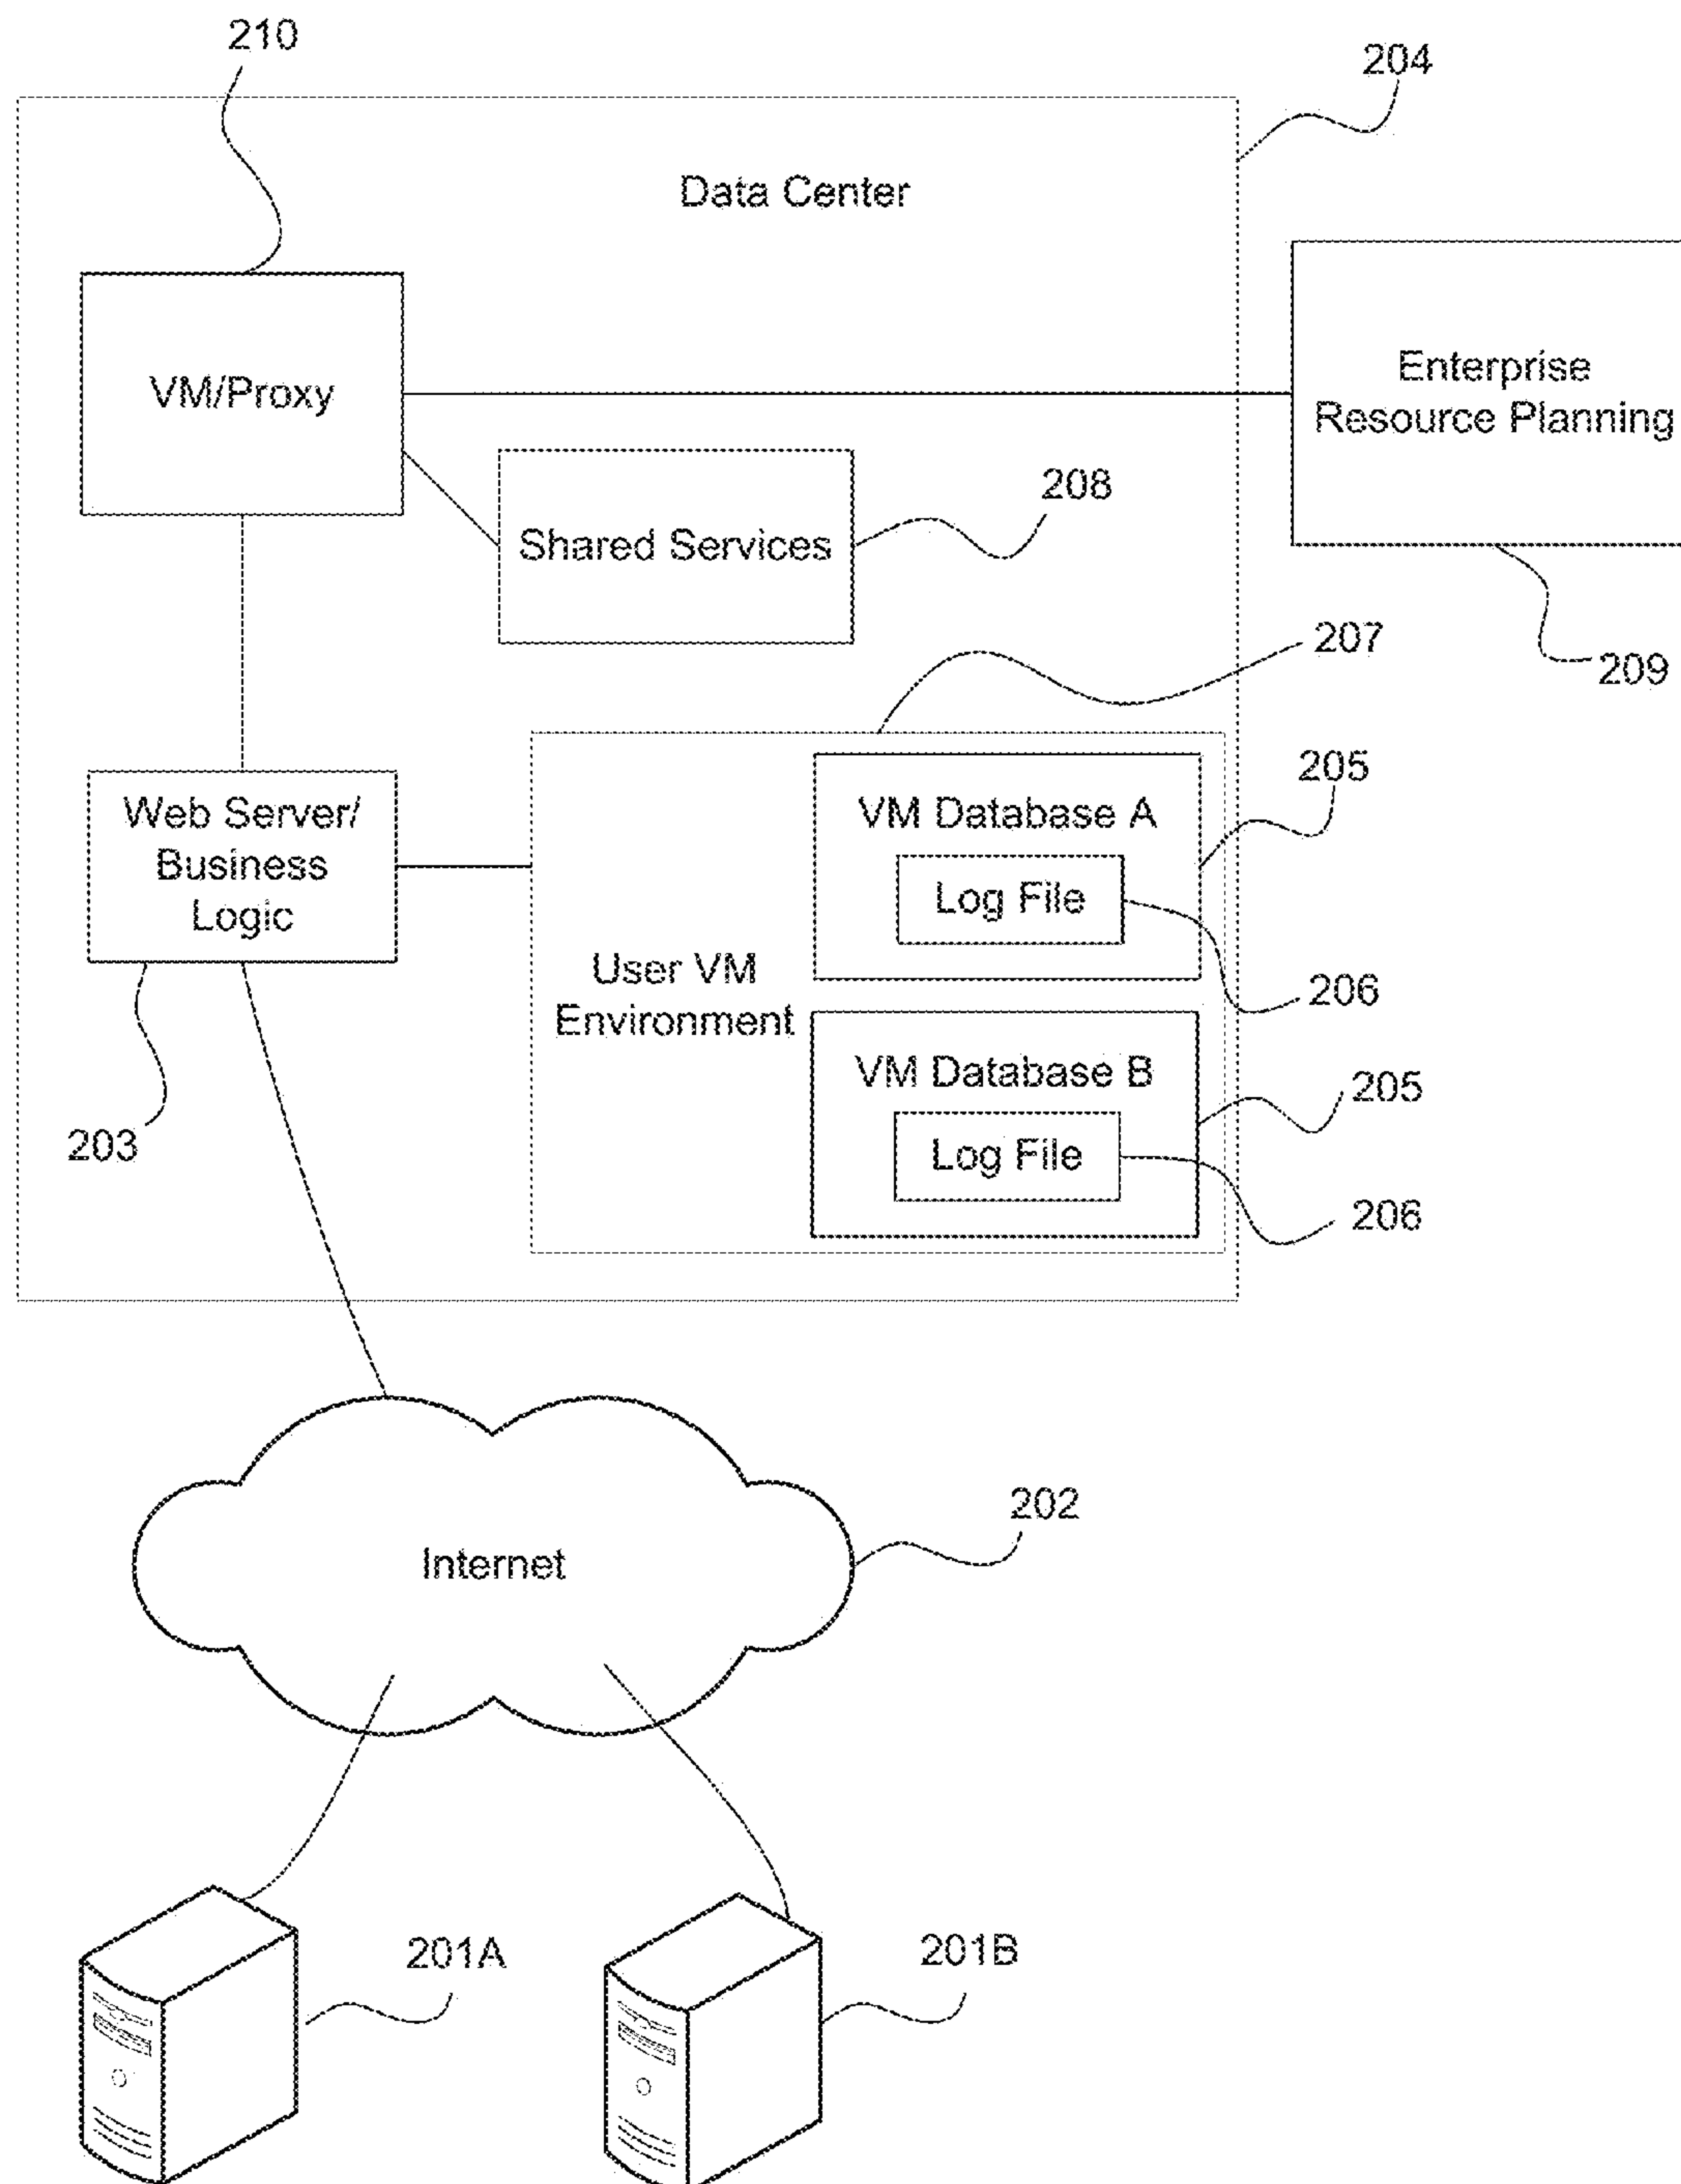 210
204
Data Center
VM/Proxy
Enterprise
Resource Planning
208
Shared Services
207
209
205
Web Server/
Business
Logic
VM Database A
Log File
User VM
Environment
206
VM Database B
205
203
Log File
206
202
Internet
201A
201B